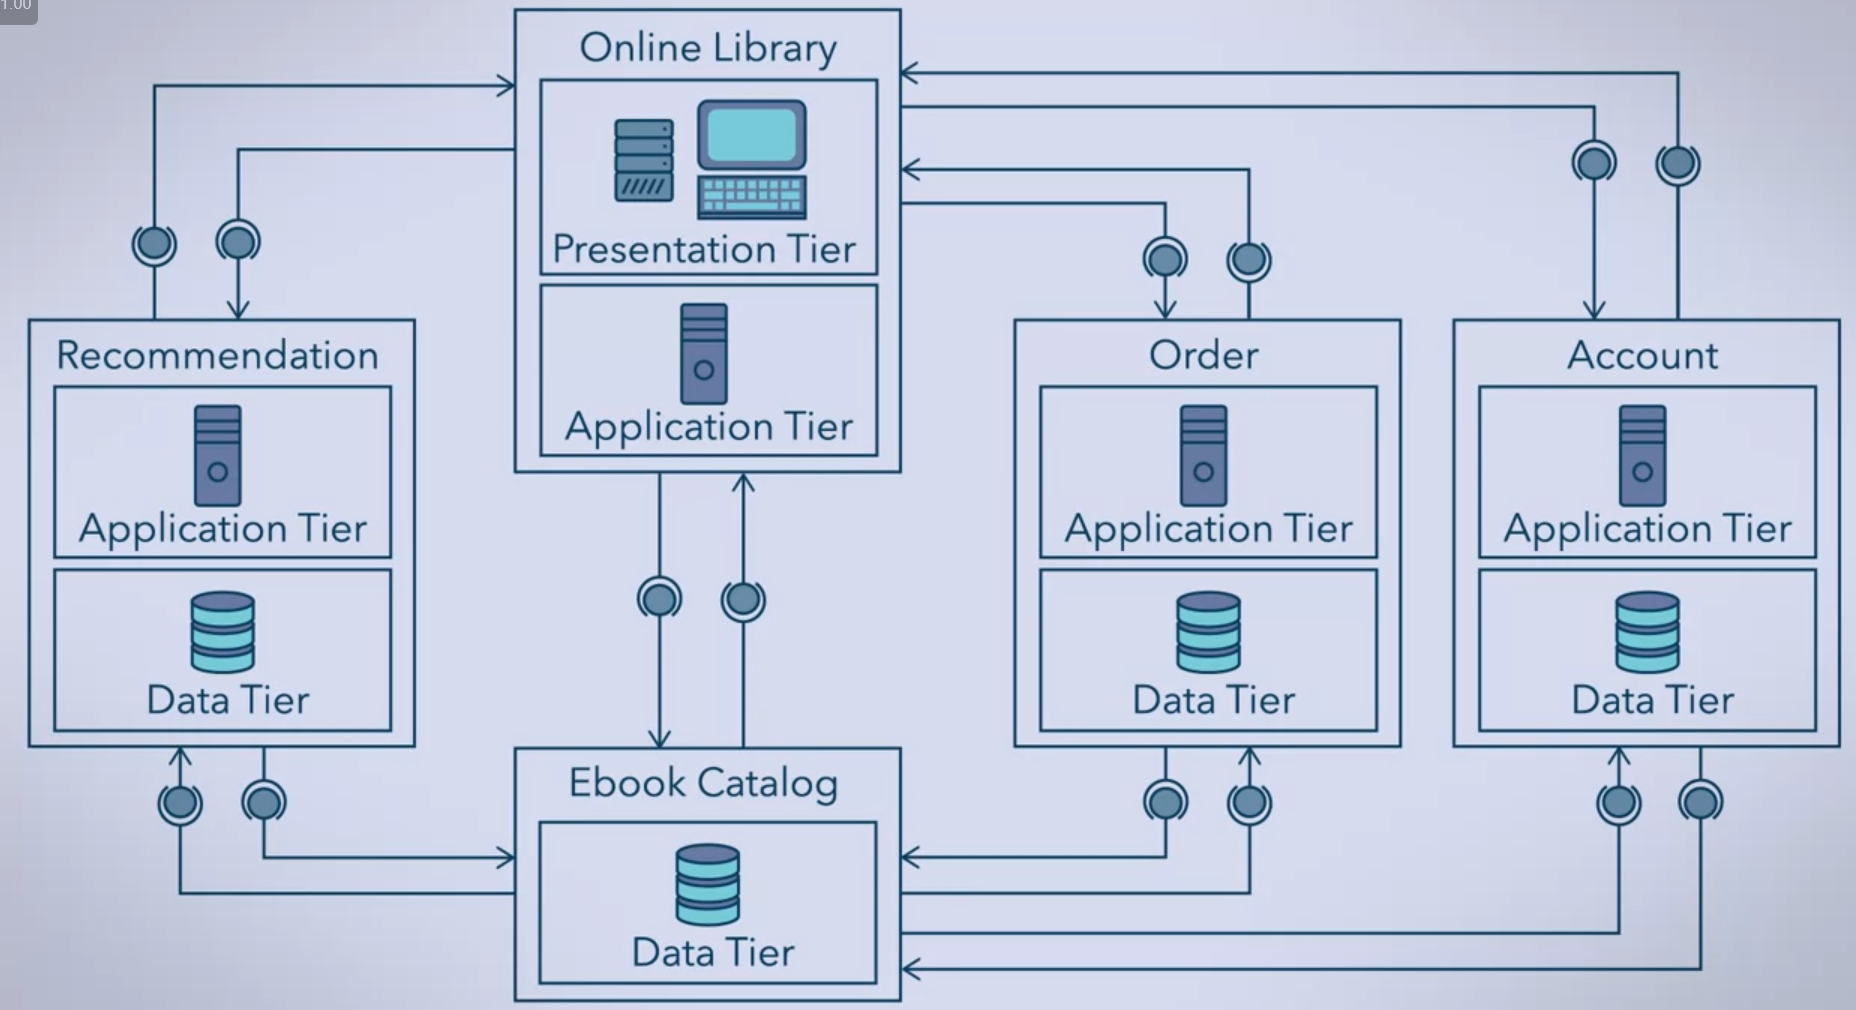 1.00
Online Library
Presentation Tier
Application Tier
Recommendation
Application Tier
Data Tier
Order
Application Tier
Data Tier
Account
Application Tier
Data Tier
Ebook Catalog
Data Tier